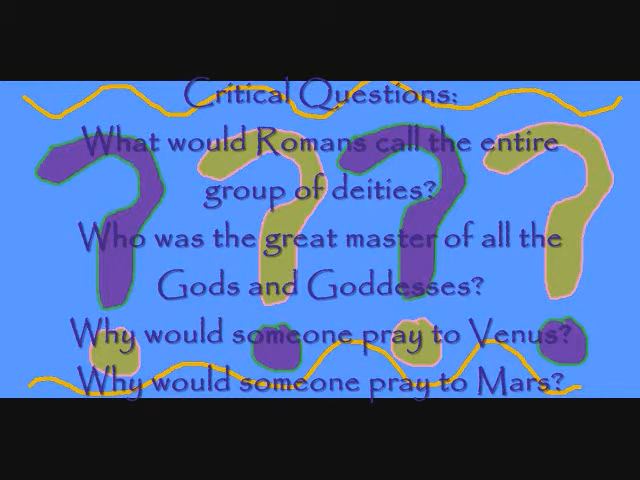 Critical Questions:
What would Romans call the entire
group of deities?
Who was the great master of all the
Gods and Goddesses?
Why would someone pray to Venus?
Why would someone pray to Mars?